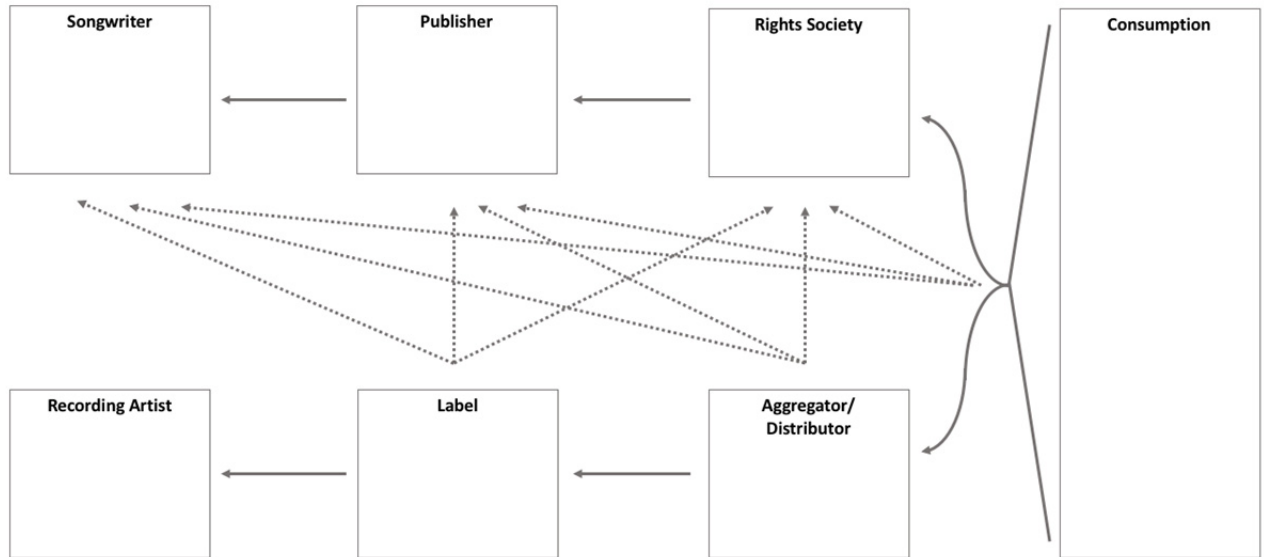 Songwriter
Publisher
Rights Society
Consumption
Recording Artist
Label
Aggregator/
Distributor